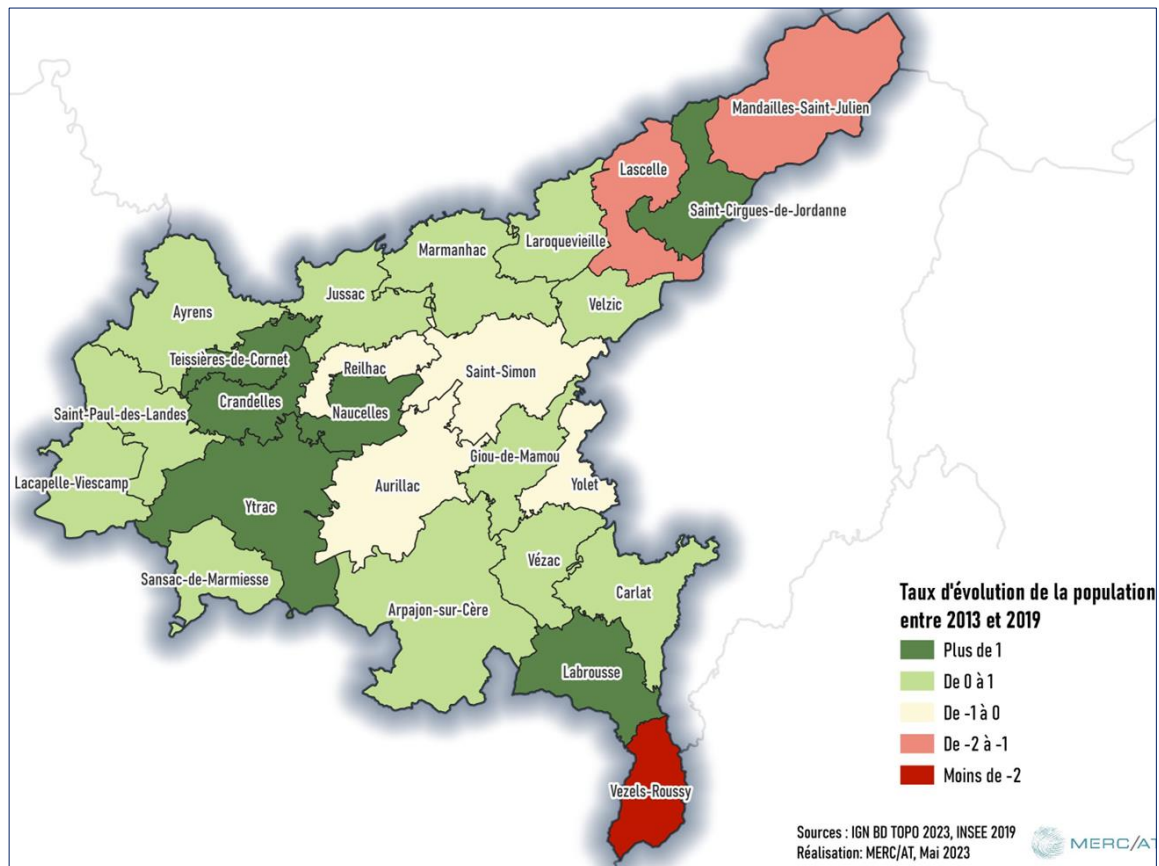 Mandailles-Saint-Julien
Lascelle
Saint-Cirgues-de-Jordanne
Laroquevieille
Marmanhac
Jussac
Velzic
Ayrens
Teissières-de-Cornet
Reilhac
Saint-Simon
Crandelles
Naucelles
Saint-Paul-des-Landes
Giou-de-Mamou
Lacapelle-Viescamp
Aurillac
Yolet
Ytrac
Vézac
Sansac-de-Marmiesse
Carlat
Arpajon-sur-Cère
Labrousse
Vezels-Roussy
Taux d'évolution de la population
entre 2013 et 2019
Plus de 1
De 0 à 1
De -1 à 0
De -2 à -1
Moins de -2
Sources : IGN BD TOPO 2023, INSEE 2019
Réalisation: MERC/AT, Mai 2023
MERC/AT